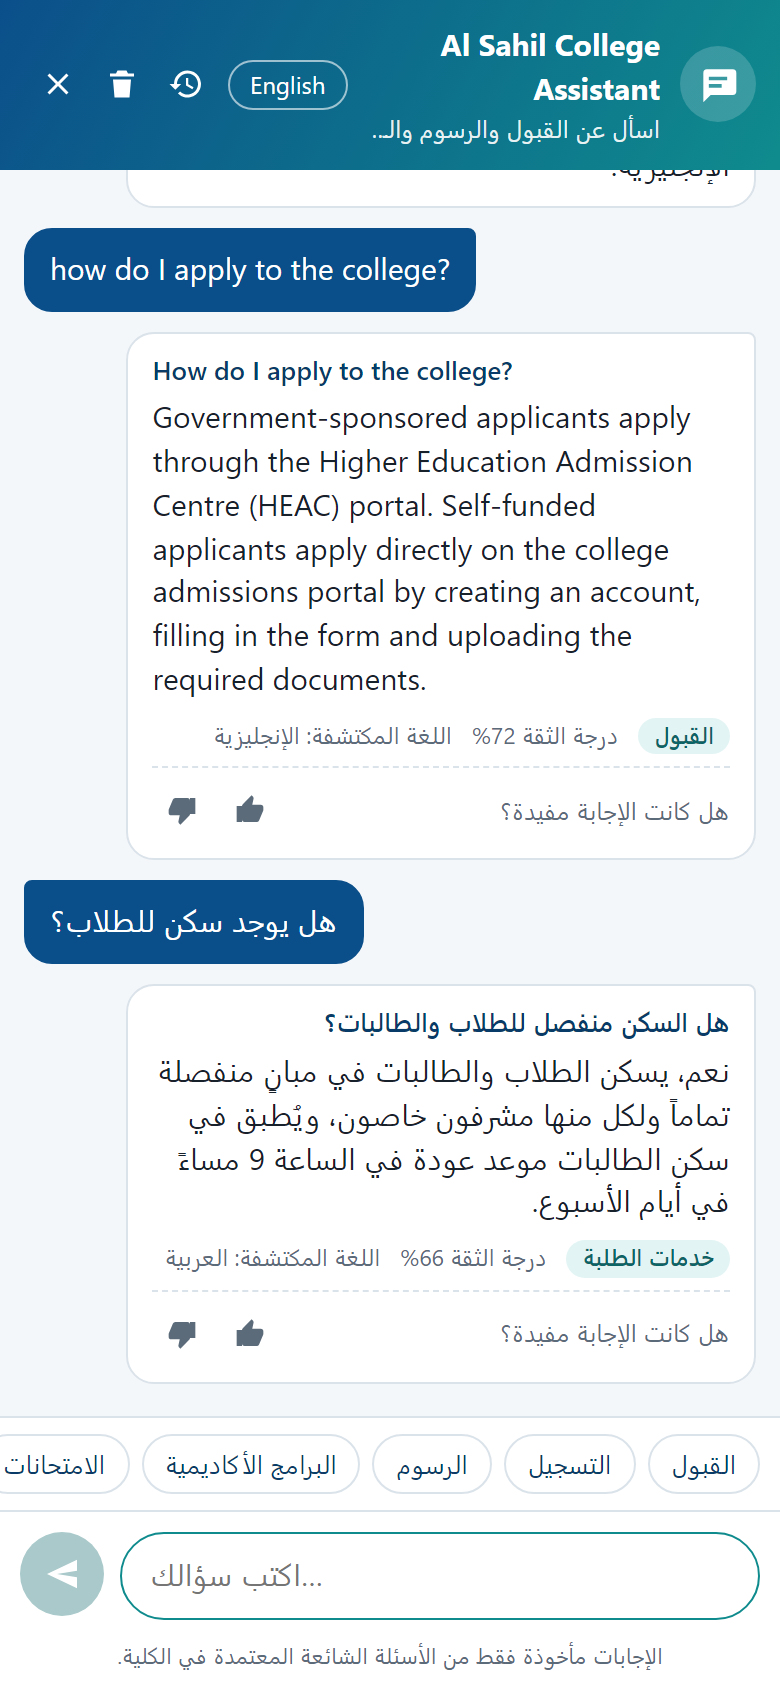 Al Sahil College
Assistant
اسأل عن القبول والرسوم والـ...
English
الإنجليزية.
how do I apply to the college?
How do I apply to the college?
Government-sponsored applicants apply
through the Higher Education Admission
Centre (HEAC) portal. Self-funded
applicants apply directly on the college
admissions portal by creating an account,
filling in the form and uploading the
required documents.
القبول درجة الثقة 72% اللغة المكتشفة: الإنجليزية
هل كانت الإجابة مفيدة؟
هل يوجد سكن للطلاب؟
هل السكن منفصل للطلاب والطالبات؟
نعم، يسكن الطلاب والطالبات في مبانٍ منفصلة
تماماً ولكل منها مشرفون خاصون، ويُطبق في
سكن الطالبات موعد عودة في الساعة 9 مساءً
في أيام الأسبوع.
خدمات الطلبة درجة الثقة 66% اللغة المكتشفة: العربية
هل كانت الإجابة مفيدة؟
القبول التسجيل الرسوم البرامج الأكاديمية الامتحانات
اكتب سؤالك...
الإجابات مأخوذة فقط من الأسئلة الشائعة المعتمدة في الكلية.